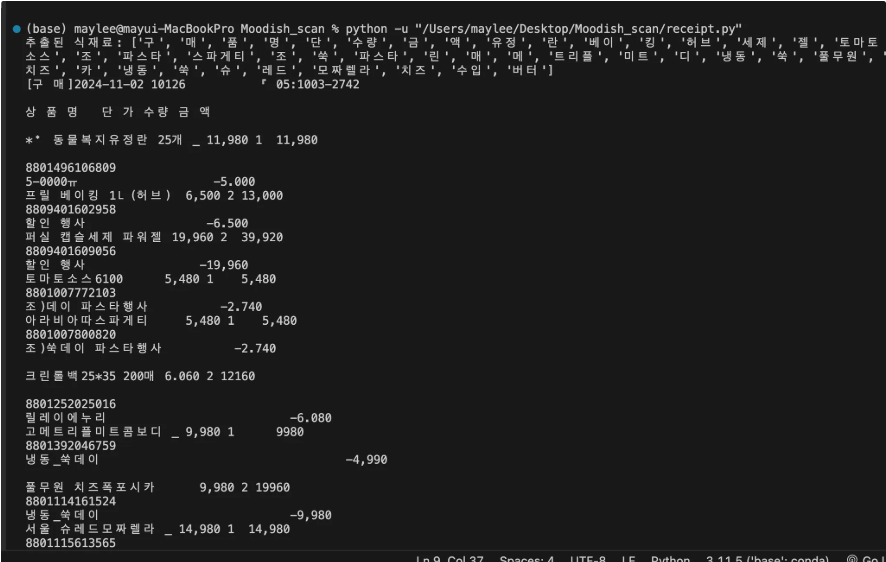 (base) maylee@mayui-MacBookPro Moodish_scan % python -u "/Users/maylee/Desktop/Moodish_scan/receipt.py"
추출된 식재료: ['구', '매', '품', '명', '단', '수량', '금', '액', '유정', '란', '베이', '킹', '허브', '세제', '젤', '토마토
소스', '조', '파스타', '스파게티', '조', '쑥', '파스타', '린', '매', '메', '트리플', '미트', '디', '냉동', '쑥', '풀무원', '
치즈', '카', '냉동', '쑥', '슈', '레드', '모짜렐라', '치즈', '수입', '버터']
[구 매]2024-11-02 10126 『 05:1003-2742
상 품 명 단 가 수량 금 액
** 동물복지유정란 25개 _ 11,980 1 11,980
8801496106809
5-0000ㅠ -5.000
프릴 베이킹 1L (허브) 6,500 2 13,000
8809401602958
할인 행사 -6.500
퍼실 캡슬세제 파워젤 19,960 2 39,920
8809401609056
할인 행사 -19,960
토마토소스6100 5,480 1 5,480
8801007772103
조)데이 파스타행사 -2.740
아라비아따스파게티 5,480 1 5,480
8801007800820
조)쑥데이 파스타행사 -2.740
크린롤백25*35 200매 6.060 2 12160
8801252025016
릴레이에누리 -6.080
고메트리플미트콤보디 _ 9,980 1 9980
8801392046759
냉동_쑥데이 -4,990
풀무원 치즈폭포시카 9,980 2 19960
8801114161524
냉동_쑥데이 -9,980
서울 슈레드모짜렐라 _ 14,980 1 14,980
8801115613565
Ln 9, Col 37 Spaces: 4 UTF-8 LF Python 3.11.5 ('base': conda)